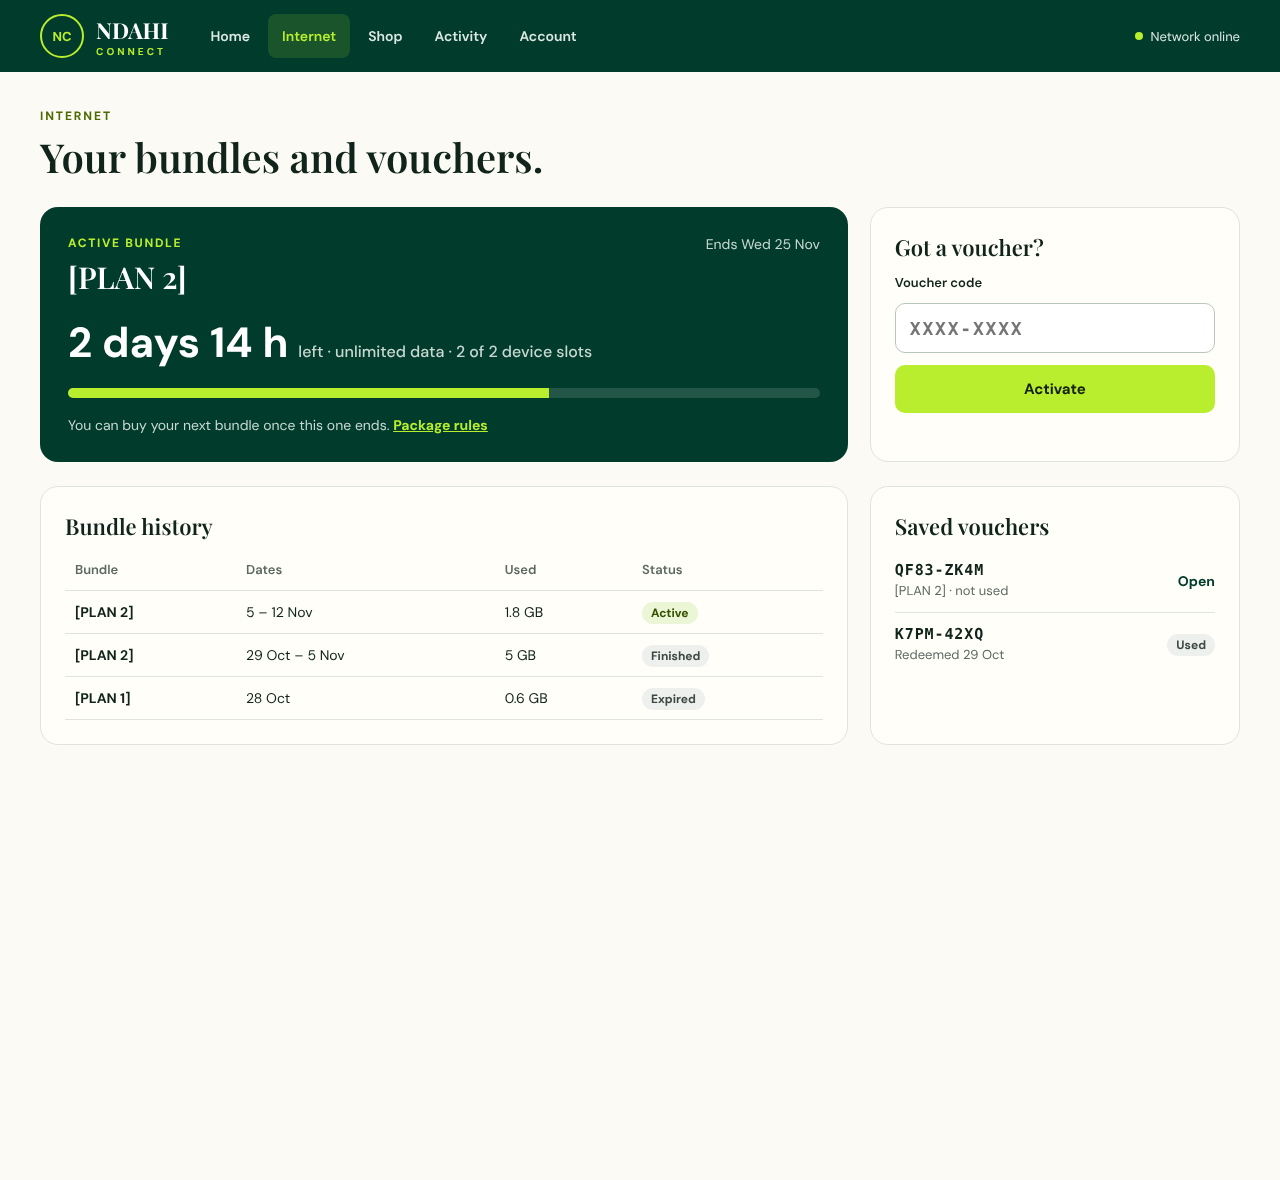 NC
NDAHI
CONNECT
Home
Internet
Shop
Activity
Account
Network online
INTERNET
Your bundles and vouchers.
ACTIVE BUNDLE
Ends Wed 25 Nov
[PLAN 2]
2 days 14 h left · unlimited data · 2 of 2 device slots
You can buy your next bundle once this one ends. Package rules
Got a voucher?
Voucher code
XXXX-XXXX
Activate
Bundle history
Bundle Dates Used Status
[PLAN 2] 5 – 12 Nov 1.8 GB Active
[PLAN 2] 29 Oct – 5 Nov 5 GB Finished
[PLAN 1] 28 Oct 0.6 GB Expired
Saved vouchers
QF83-ZK4M
[PLAN 2] · not used
Open
K7PM-42XQ
Redeemed 29 Oct
Used